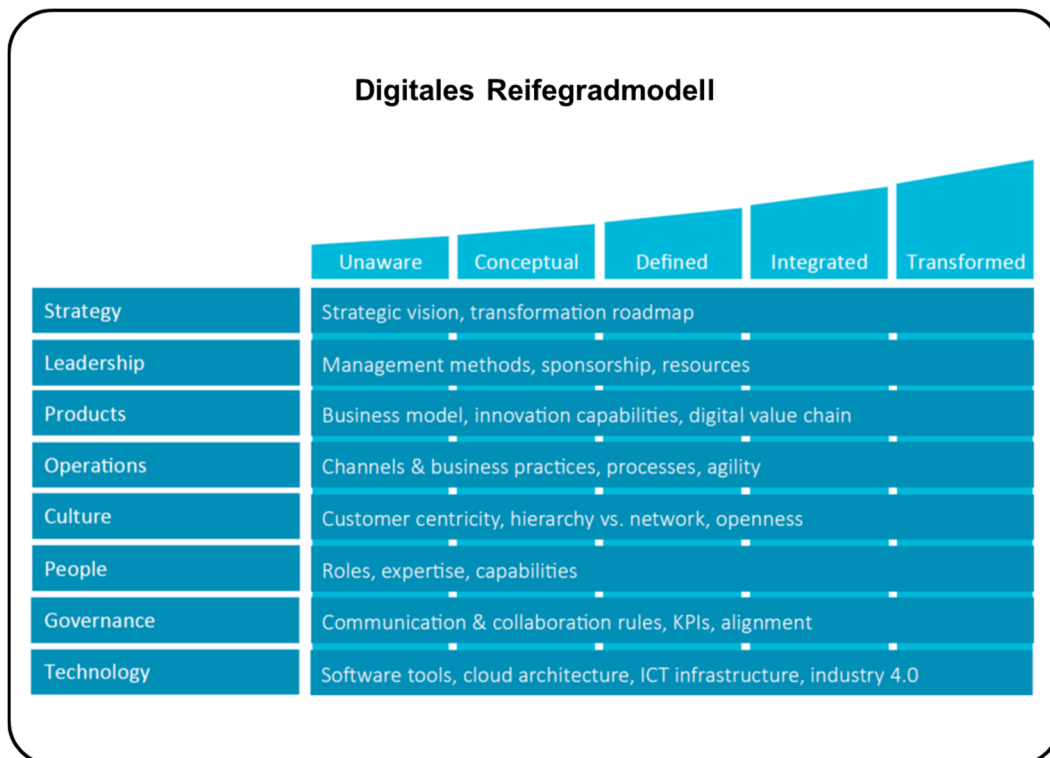 Digitales Reifegradmodell
Unaware Conceptual Defined Integrated Transformed
Strategy Strategic vision, transformation roadmap
Leadership Management methods, sponsorship, resources
Products Business model, innovation capabilities, digital value chain
Operations Channels & business practices, processes, agility
Culture Customer centricity, hierarchy vs. network, openness
People Roles, expertise, capabilities
Governance Communication & collaboration rules, KPIs, alignment
Technology Software tools, cloud architecture, ICT infrastructure, industry 4.0